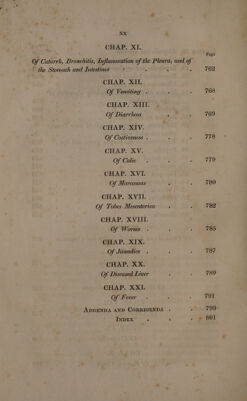 xx
CHAP. XI.
Page
Of Catarrh, Bronchitis, Inflammation of the Pleura, and of
the Stomach and Intestines . . . . 762
CHAP. XII.
Of Vomiting . . . 768
CHAP. XIII.
Of Diarrhœa . . 769
CHAP. XIV.
Of Costiveness . . . 778
CHAP. XV.
Of Colic . . . 779
CHAP. XVI.
Of Marasmus . . 780
CHAP. XVII.
Of Tabes Mesenterica . . 782
CHAP. XVIII.
Of Worms . . . 785
CHAP. XIX.
Of Jaundice . . . 787
CHAP. XX.
Of Diseased Liver . . 789
CHAP. XXI.
Of Fever . . . 791
Addenda and Corrigenda . . 799
Index . . . 801